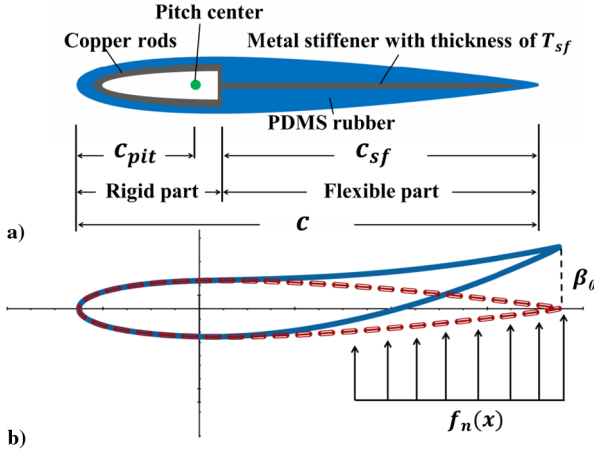 Pitch center
Copper rods
Metal stiffener with thickness of T_sf
PDMS rubber
c_pit
c_sf
Rigid part
Flexible part
c
a)
β_0
f_n(x)
b)